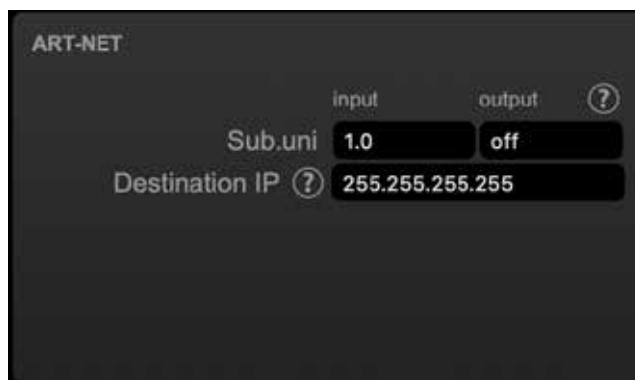 ART-NET
input output ?
Sub.uni 1.0 off
Destination IP ? 255.255.255.255